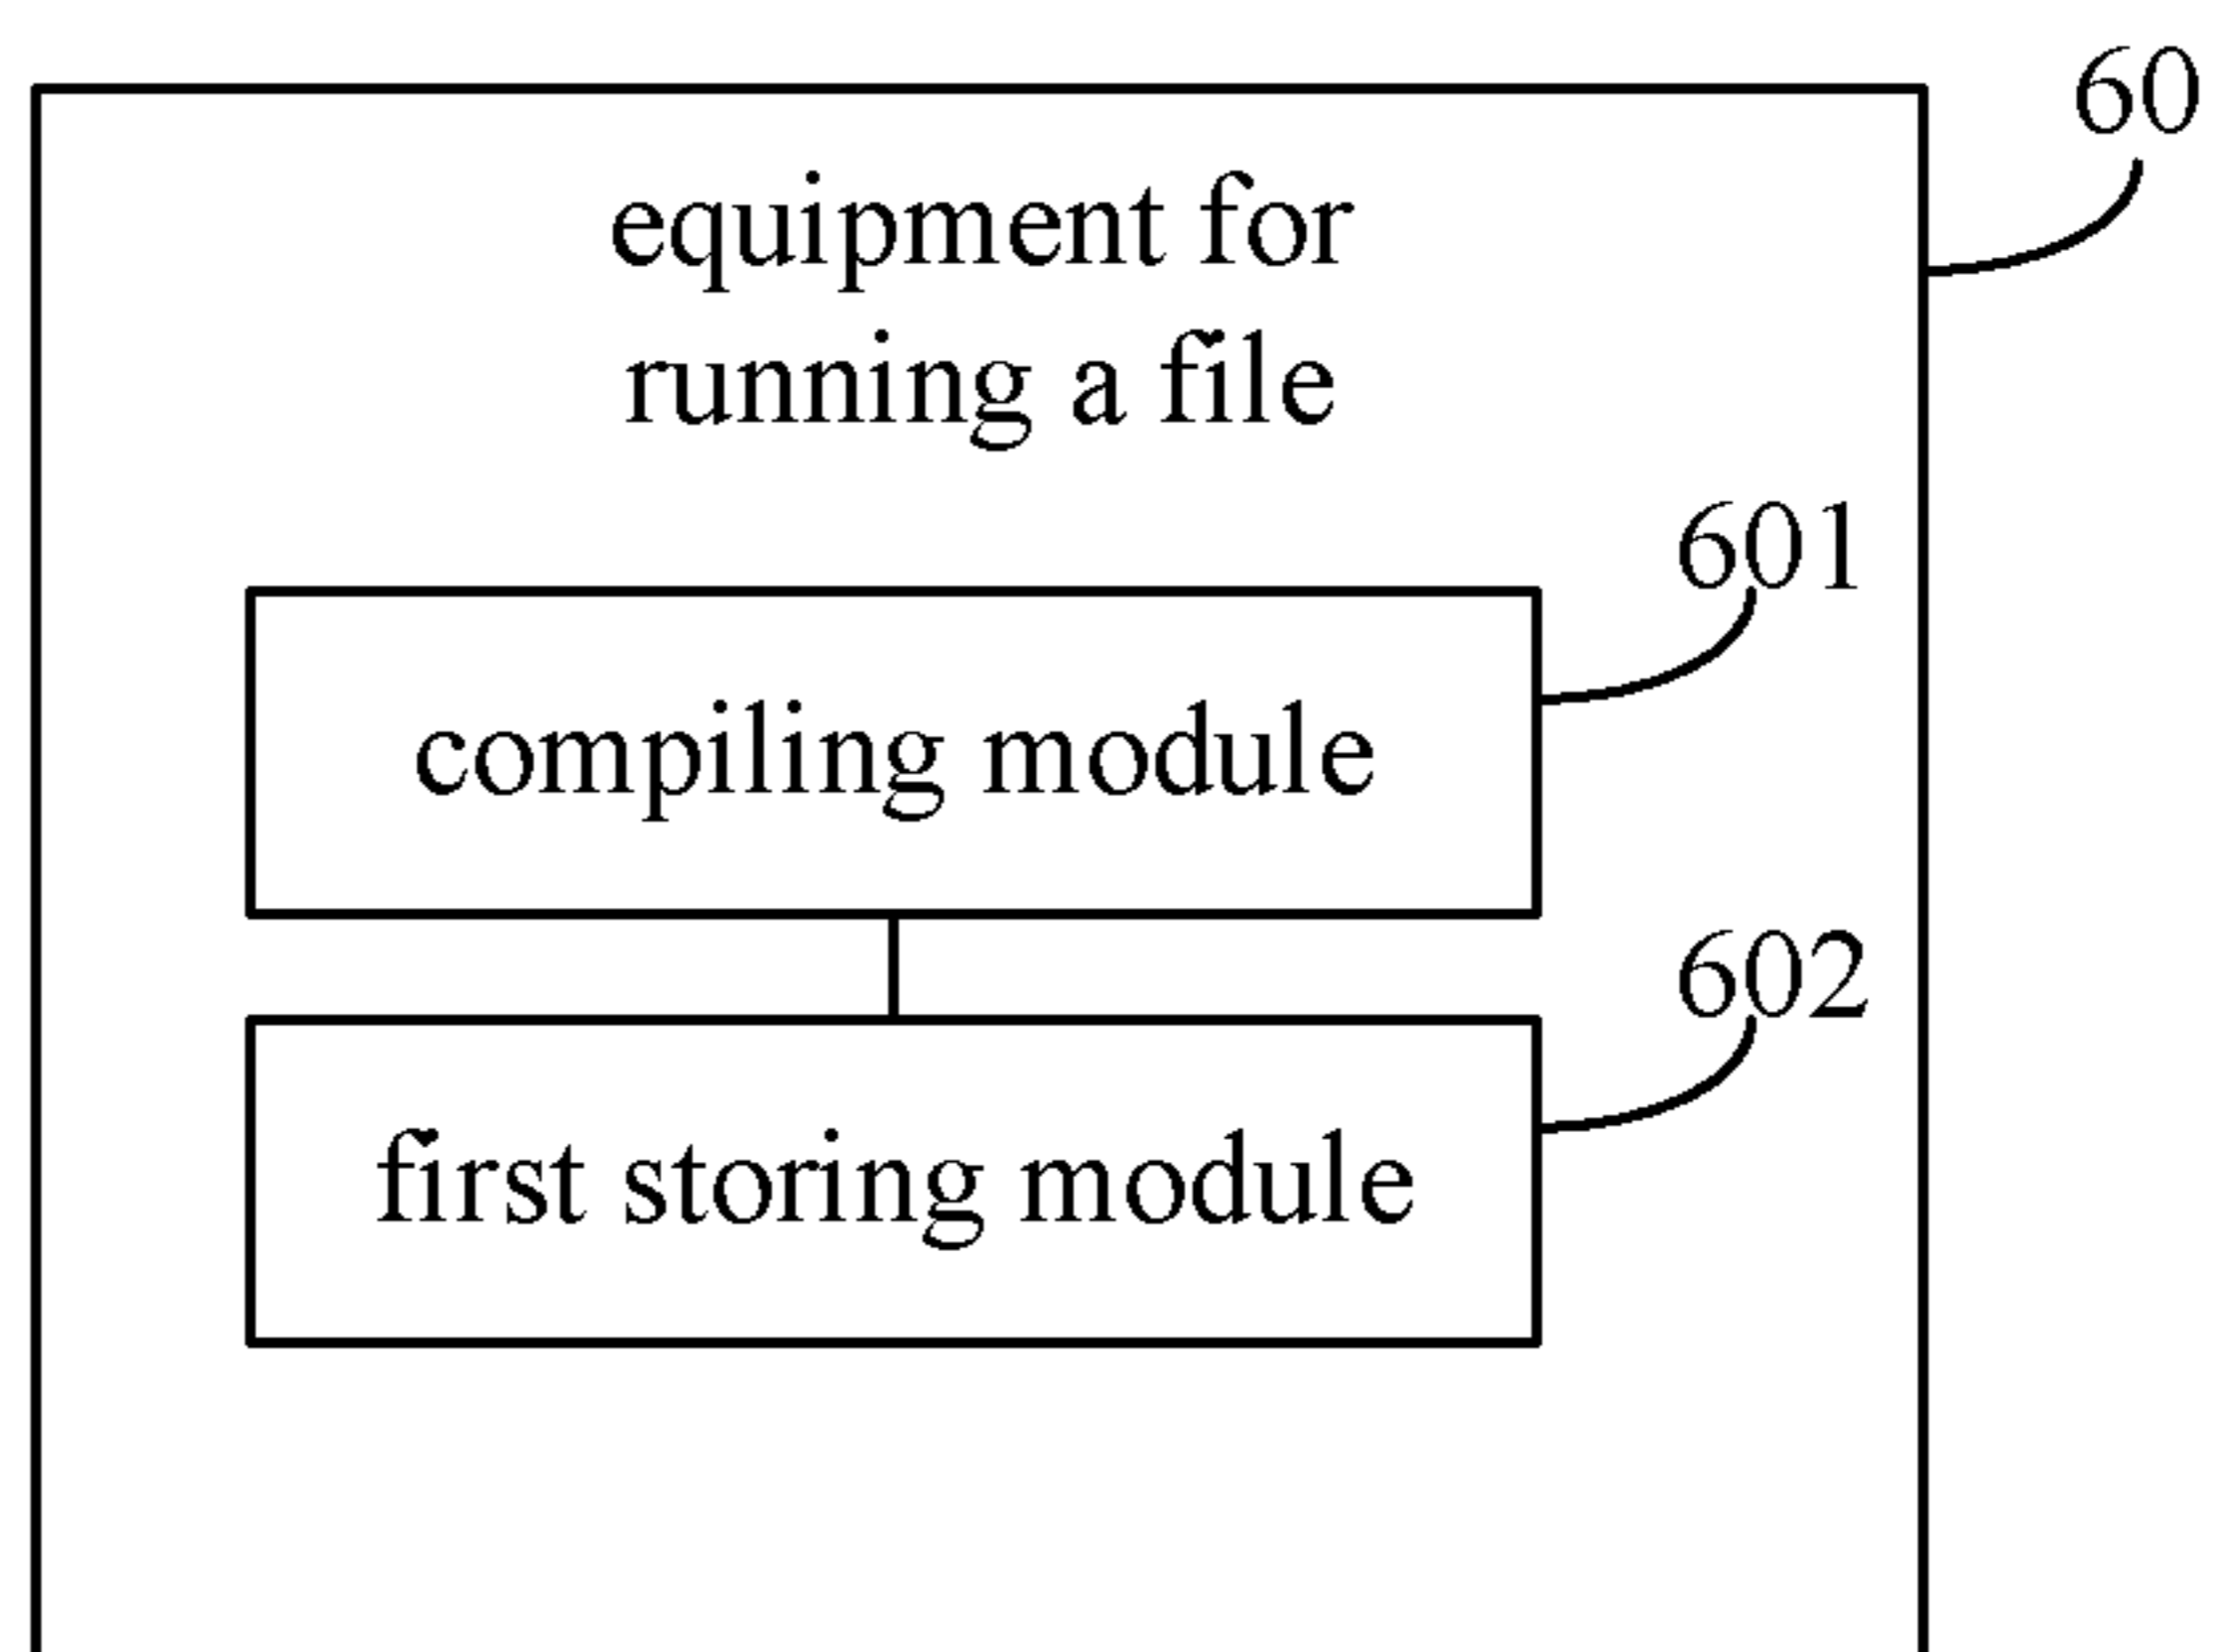 60
equipment for
running a file
601
compiling module
602
first storing module